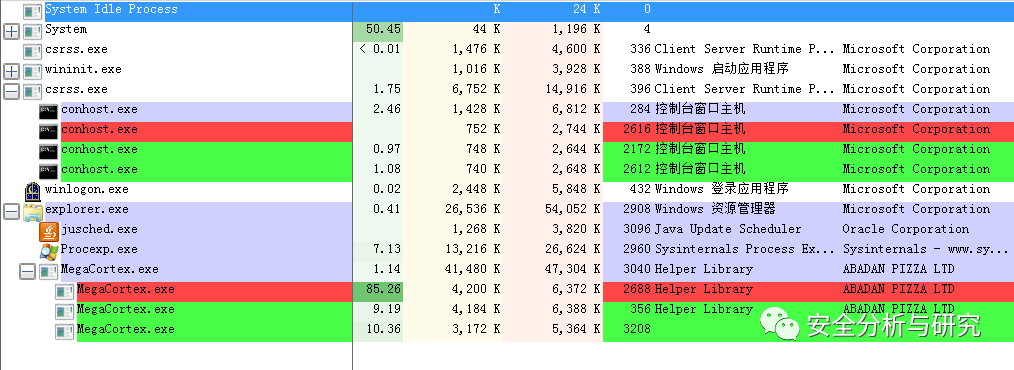 System Idle Process K 24 K 0
System 50.45 44 K 1,196 K 4
csrss.exe < 0.01 1,476 K 4,600 K 336 Client Server Runtime P... Microsoft Corporation
wininit.exe 1,016 K 3,928 K 388 Windows 启动应用程序 Microsoft Corporation
csrss.exe 1.75 6,752 K 14,916 K 396 Client Server Runtime P... Microsoft Corporation
conhost.exe 2.46 1,428 K 6,812 K 284 控制台窗口主机 Microsoft Corporation
conhost.exe 752 K 2,744 K 2616 控制台窗口主机 Microsoft Corporation
conhost.exe 0.97 748 K 2,644 K 2172 控制台窗口主机 Microsoft Corporation
conhost.exe 1.08 740 K 2,648 K 2612 控制台窗口主机 Microsoft Corporation
winlogon.exe 0.02 2,448 K 5,848 K 432 Windows 登录应用程序 Microsoft Corporation
explorer.exe 0.41 26,536 K 54,052 K 2908 Windows 资源管理器 Microsoft Corporation
jusched.exe 1,268 K 3,820 K 3096 Java Update Scheduler Oracle Corporation
Procexp.exe 7.13 13,216 K 26,624 K 2960 Sysinternals Process Ex... Sysinternals - www.sy...
MegaCortex.exe 1.14 41,480 K 47,304 K 3040 Helper Library ABADAN PIZZA LTD
MegaCortex.exe 85.26 4,200 K 6,372 K 2688 Helper Library ABADAN PIZZA LTD
MegaCortex.exe 9.19 4,184 K 6,388 K 356 Helper Library ABADAN PIZZA LTD
MegaCortex.exe 10.36 3,172 K 5,364 K 3208
安全分析与研究